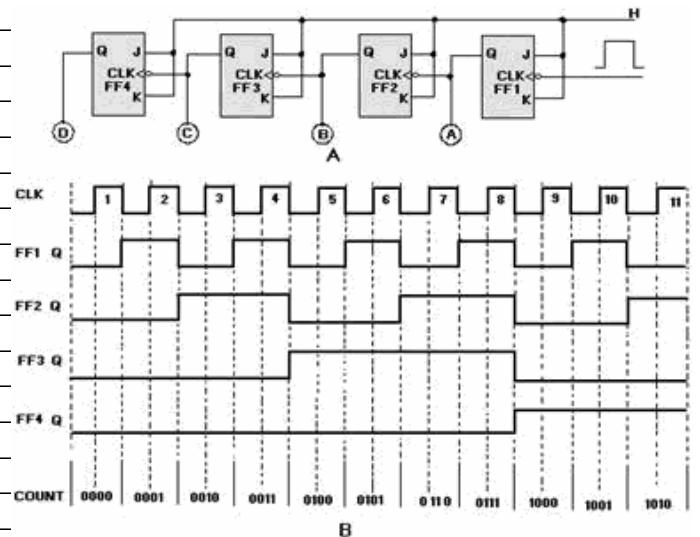 H
Q J Q J Q J Q J
CLK CLK CLK CLK
FF4 FF3 FF2 FF1
K K K K
D C B A
A
CLK 1 2 3 4 5 6 7 8 9 10 11
FF1 Q
FF2 Q
FF3 Q
FF4 Q
COUNT 0000 0001 0010 0011 0100 0101 0110 0111 1000 1001 1010
B